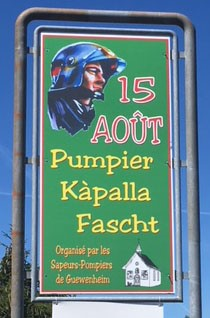 15
AOÛT
Pumpier
Kàpalla
Fascht
Organisé par les
Sapeurs-Pompiers
de Guewenheim